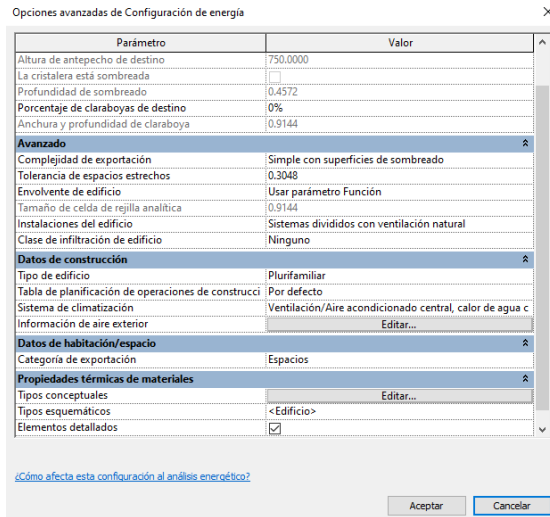 Opciones avanzadas de Configuración de energía
Parámetro Valor
Altura de antepecho de destino 750.0000
La cristalera está sombreada
Profundidad de sombreado 0.4572
Porcentaje de claraboyas de destino 0%
Anchura y profundidad de claraboya 0.9144
Avanzado
Complejidad de exportación Simple con superficies de sombreado
Tolerancia de espacios estrechos 0.3048
Envolvente de edificio Usar parámetro Función
Tamaño de celda de rejilla analítica 0.9144
Instalaciones del edificio Sistemas divididos con ventilación natural
Clase de infiltración de edificio Ninguno
Datos de construcción
Tipo de edificio Plurifamiliar
Tabla de planificación de operaciones de construcci Por defecto
Sistema de climatización Ventilación/Aire acondicionado central, calor de agua c
Información de aire exterior Editar...
Datos de habitación/espacio
Categoría de exportación Espacios
Propiedades térmicas de materiales
Tipos conceptuales Editar...
Tipos esquemáticos <Edificio>
Elementos detallados
¿Cómo afecta esta configuración al análisis energético?
Aceptar Cancelar